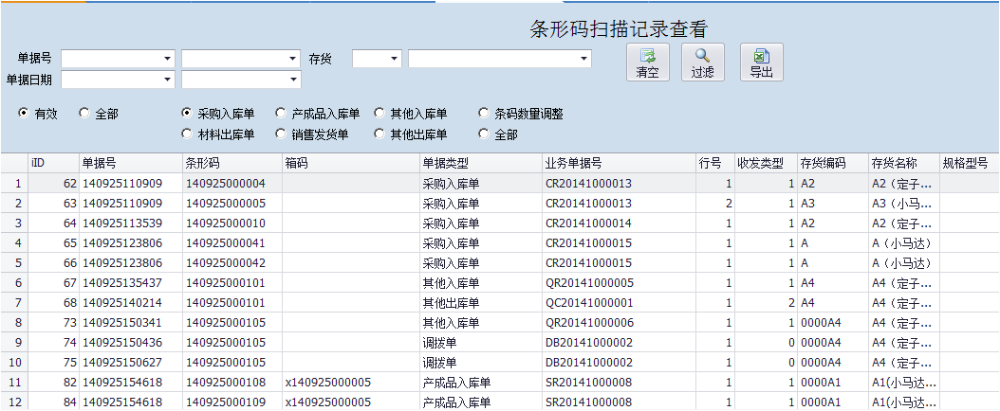 条形码扫描记录查看
单据号 存货 清空 过滤 导出
单据日期
有效 全部 采购入库单 产成品入库单 其他入库单 条码数量调整
材料出库单 销售发货单 其他出库单 全部
iID 单据号 条形码 箱码 单据类型 业务单据号 行号 收发类型 存货编码 存货名称 规格型号
1 62 140925110909 140925000004 采购入库单 CR20141000013 1 1 A2 A2（定子...
2 63 140925110909 140925000005 采购入库单 CR20141000013 2 1 A3 A3（小马...
3 64 140925113539 140925000010 采购入库单 CR20141000014 1 1 A2 A2（定子...
4 65 140925123806 140925000041 采购入库单 CR20141000015 1 1 A A（小马达）
5 66 140925123806 140925000042 采购入库单 CR20141000015 1 1 A A（小马达）
6 67 140925135437 140925000101 其他入库单 QR20141000005 1 1 A4 A4（定子...
7 68 140925140214 140925000101 其他出库单 QC20141000001 1 2 A4 A4（定子...
8 73 140925150341 140925000105 其他入库单 QR20141000006 1 1 0000A4 A4（定子...
9 74 140925150436 140925000105 调拨单 DB20141000002 1 0 0000A4 A4（定子...
10 75 140925150627 140925000105 调拨单 DB20141000002 1 0 0000A4 A4（定子...
11 82 140925154618 140925000108 x140925000005 产成品入库单 SR20141000008 1 1 0000A1 A1(小马达...
12 84 140925154618 140925000109 x140925000005 产成品入库单 SR20141000008 1 1 0000A1 A1(小马达...